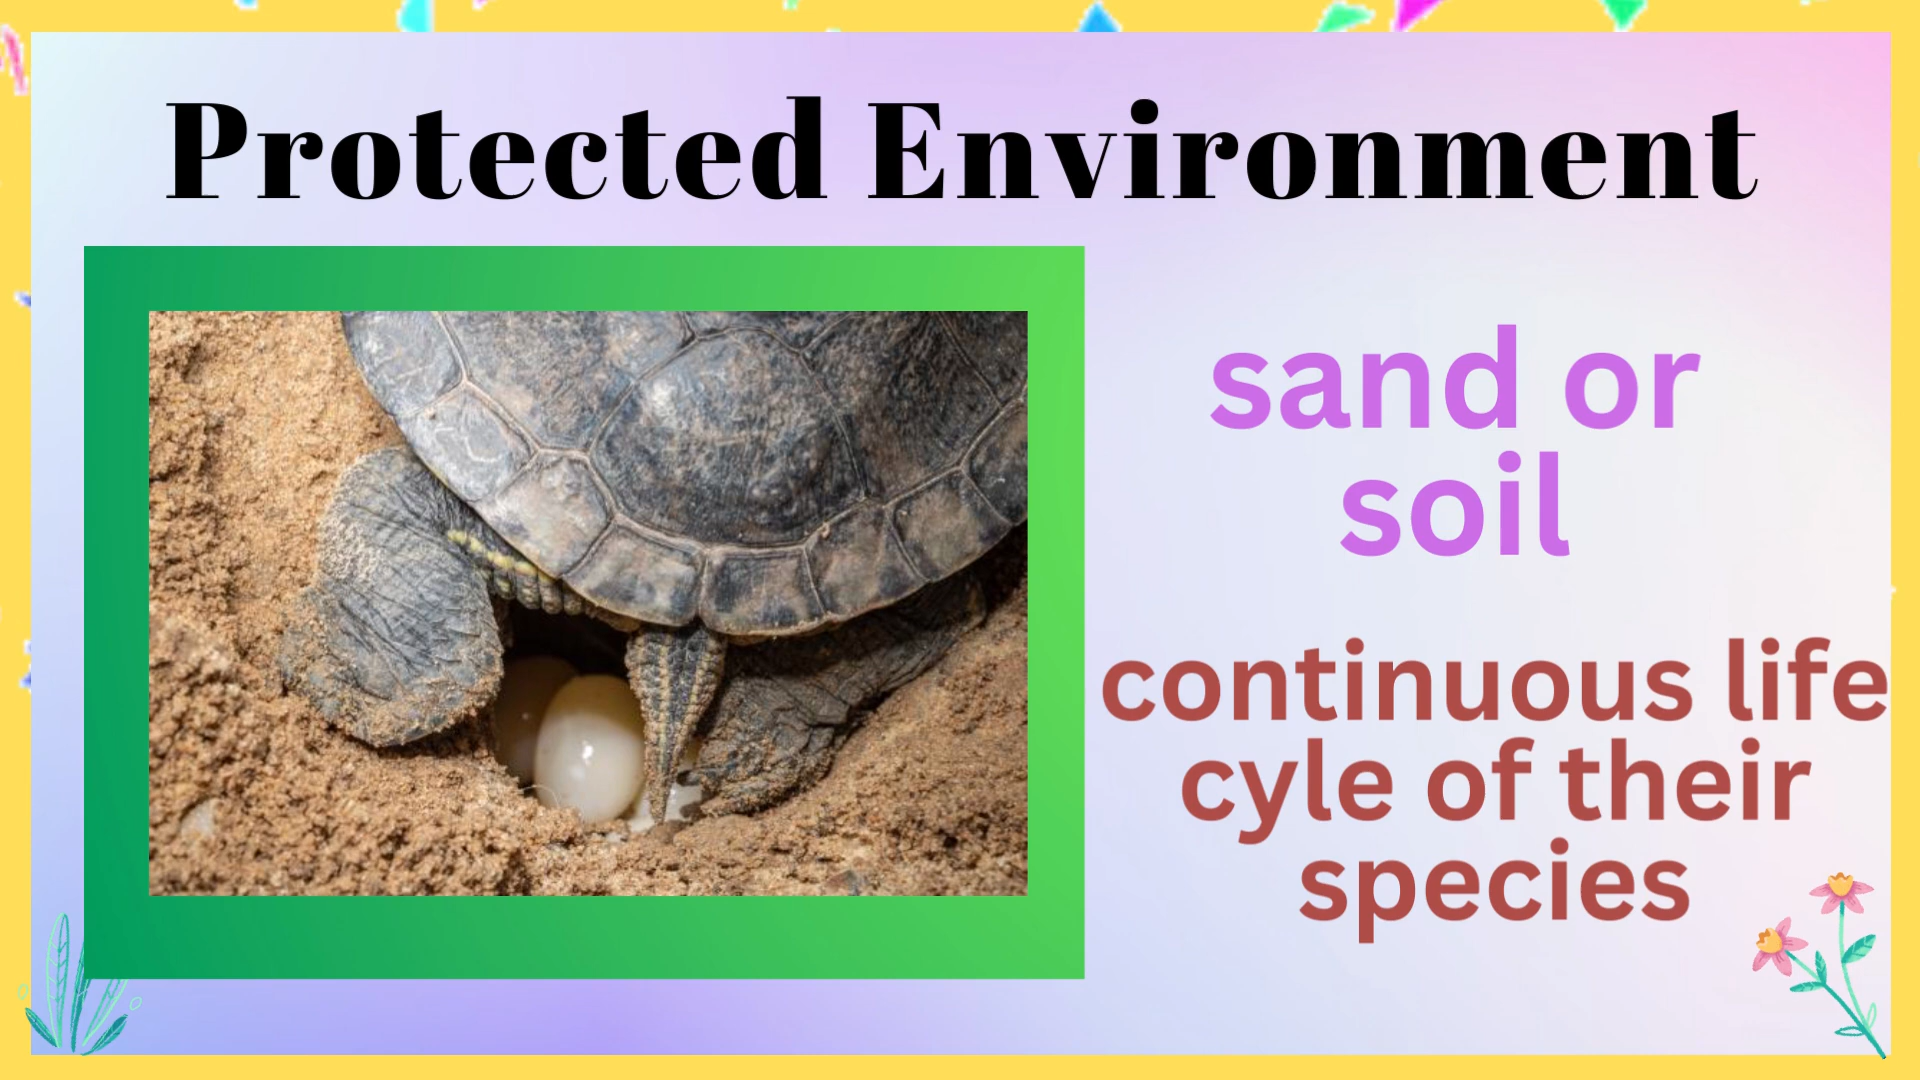 Protected Environment
sand or
soil
continuous life
cyle of their
species